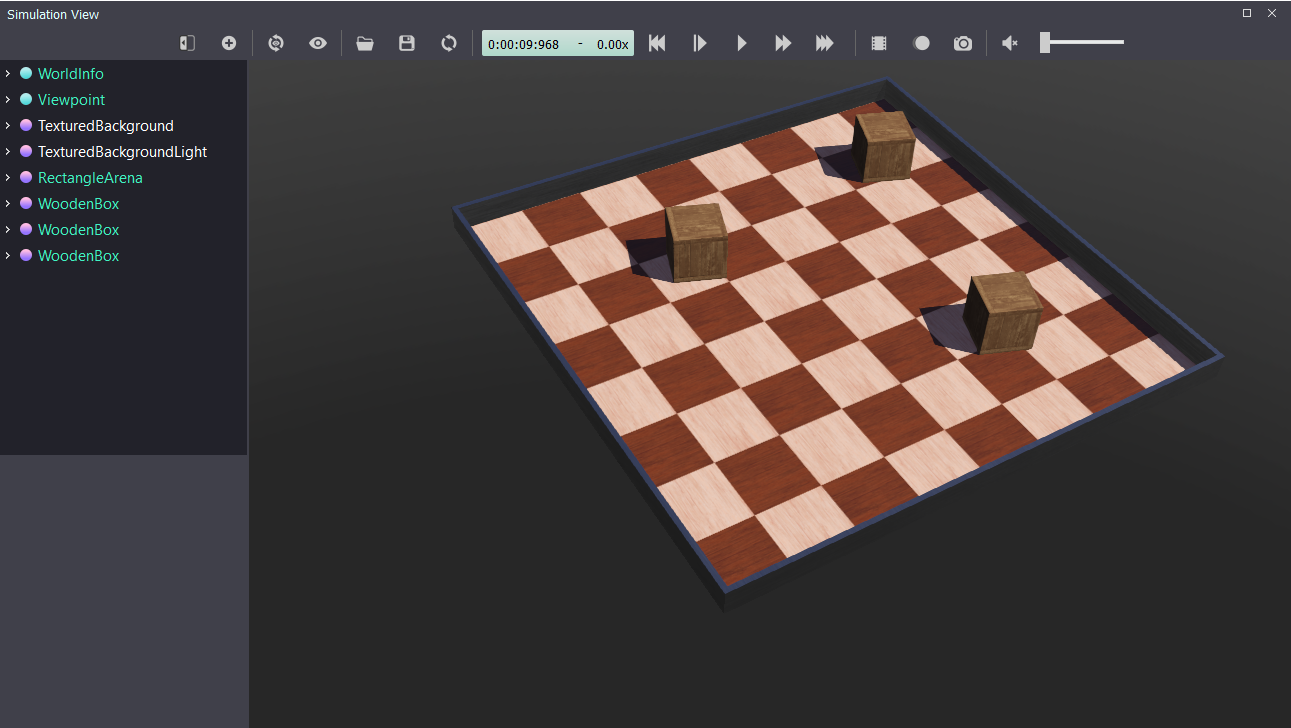 Simulation View
0:00:09:968 - 0.00x
WorldInfo
Viewpoint
TexturedBackground
TexturedBackgroundLight
RectangleArena
WoodenBox
WoodenBox
WoodenBox